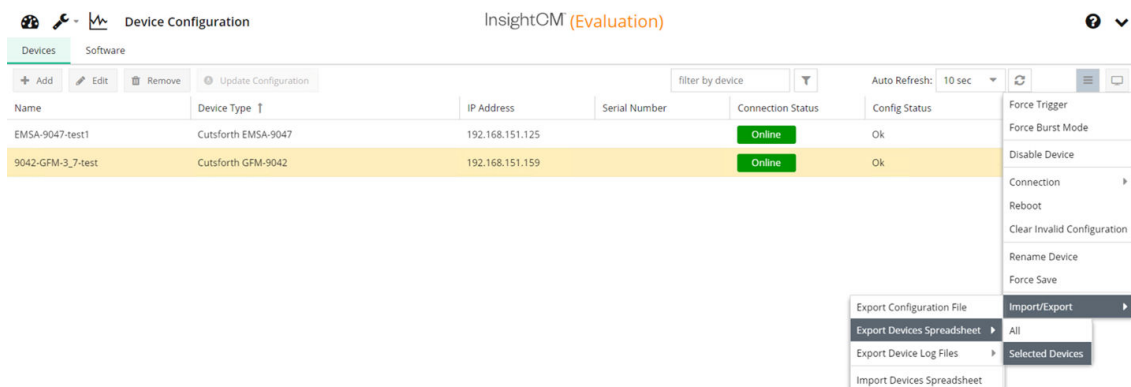 Device Configuration
InsightCM (Evaluation)
Devices Software
+ Add Edit Remove Update Configuration filter by device Auto Refresh: 10 sec
Name Device Type ↑ IP Address Serial Number Connection Status Config Status
EMSA-9047-test1 Cutsforth EMSA-9047 192.168.151.125 Online Ok
9042-GFM-3_7-test Cutsforth GFM-9042 192.168.151.159 Online Ok
Force Trigger
Force Burst Mode
Disable Device
Connection
Reboot
Clear Invalid Configuration
Rename Device
Force Save
Import/Export
Export Configuration File
Export Devices Spreadsheet
Export Device Log Files
Import Devices Spreadsheet
All
Selected Devices